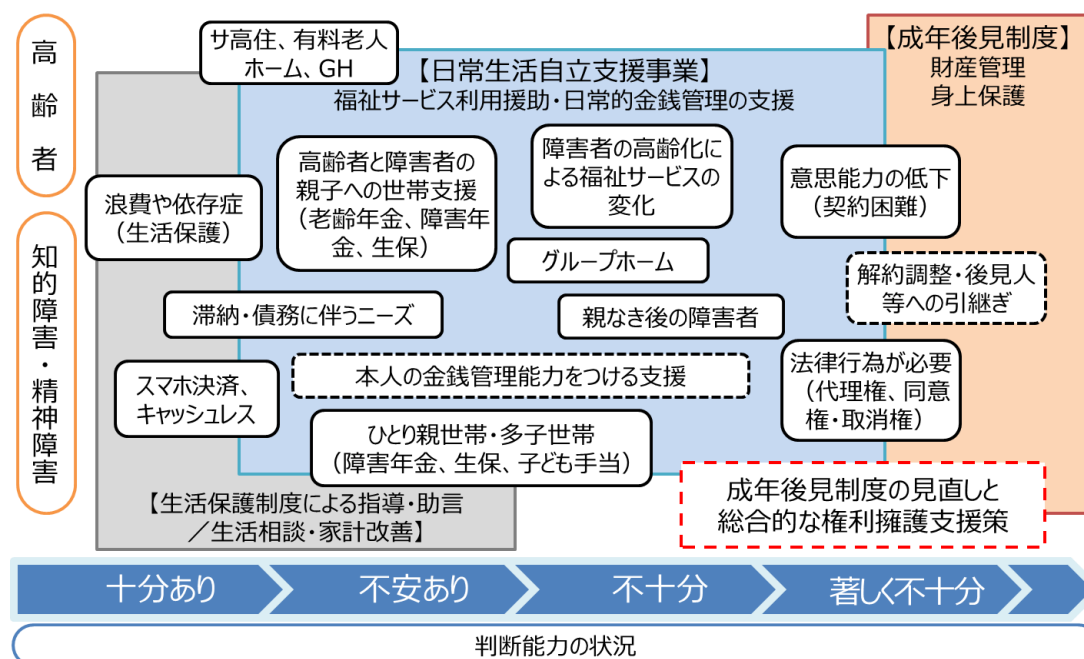 高齢者
知的障害・精神障害
サ高住、有料老人
ホーム、GH
【日常生活自立支援事業】
福祉サービス利用援助・日常的金銭管理の支援
【成年後見制度】
財産管理
身上保護
浪費や依存症
（生活保護）
高齢者と障害者の
親子への世帯支援
（老齢年金、障害年
金、生保）
障害者の高齢化に
よる福祉サービスの
変化
意思能力の低下
（契約困難）
グループホーム
解約調整・後見人
等への引継ぎ
滞納・債務に伴うニーズ
親なき後の障害者
スマホ決済、
キャッシュレス
本人の金銭管理能力をつける支援
法律行為が必要
（代理権、同意
権・取消権）
ひとり親世帯・多子世帯
（障害年金、生保、子ども手当）
【生活保護制度による指導・助言
／生活相談・家計改善】
成年後見制度の見直しと
総合的な権利擁護支援策
十分あり
不安あり
不十分
著しく不十分
判断能力の状況